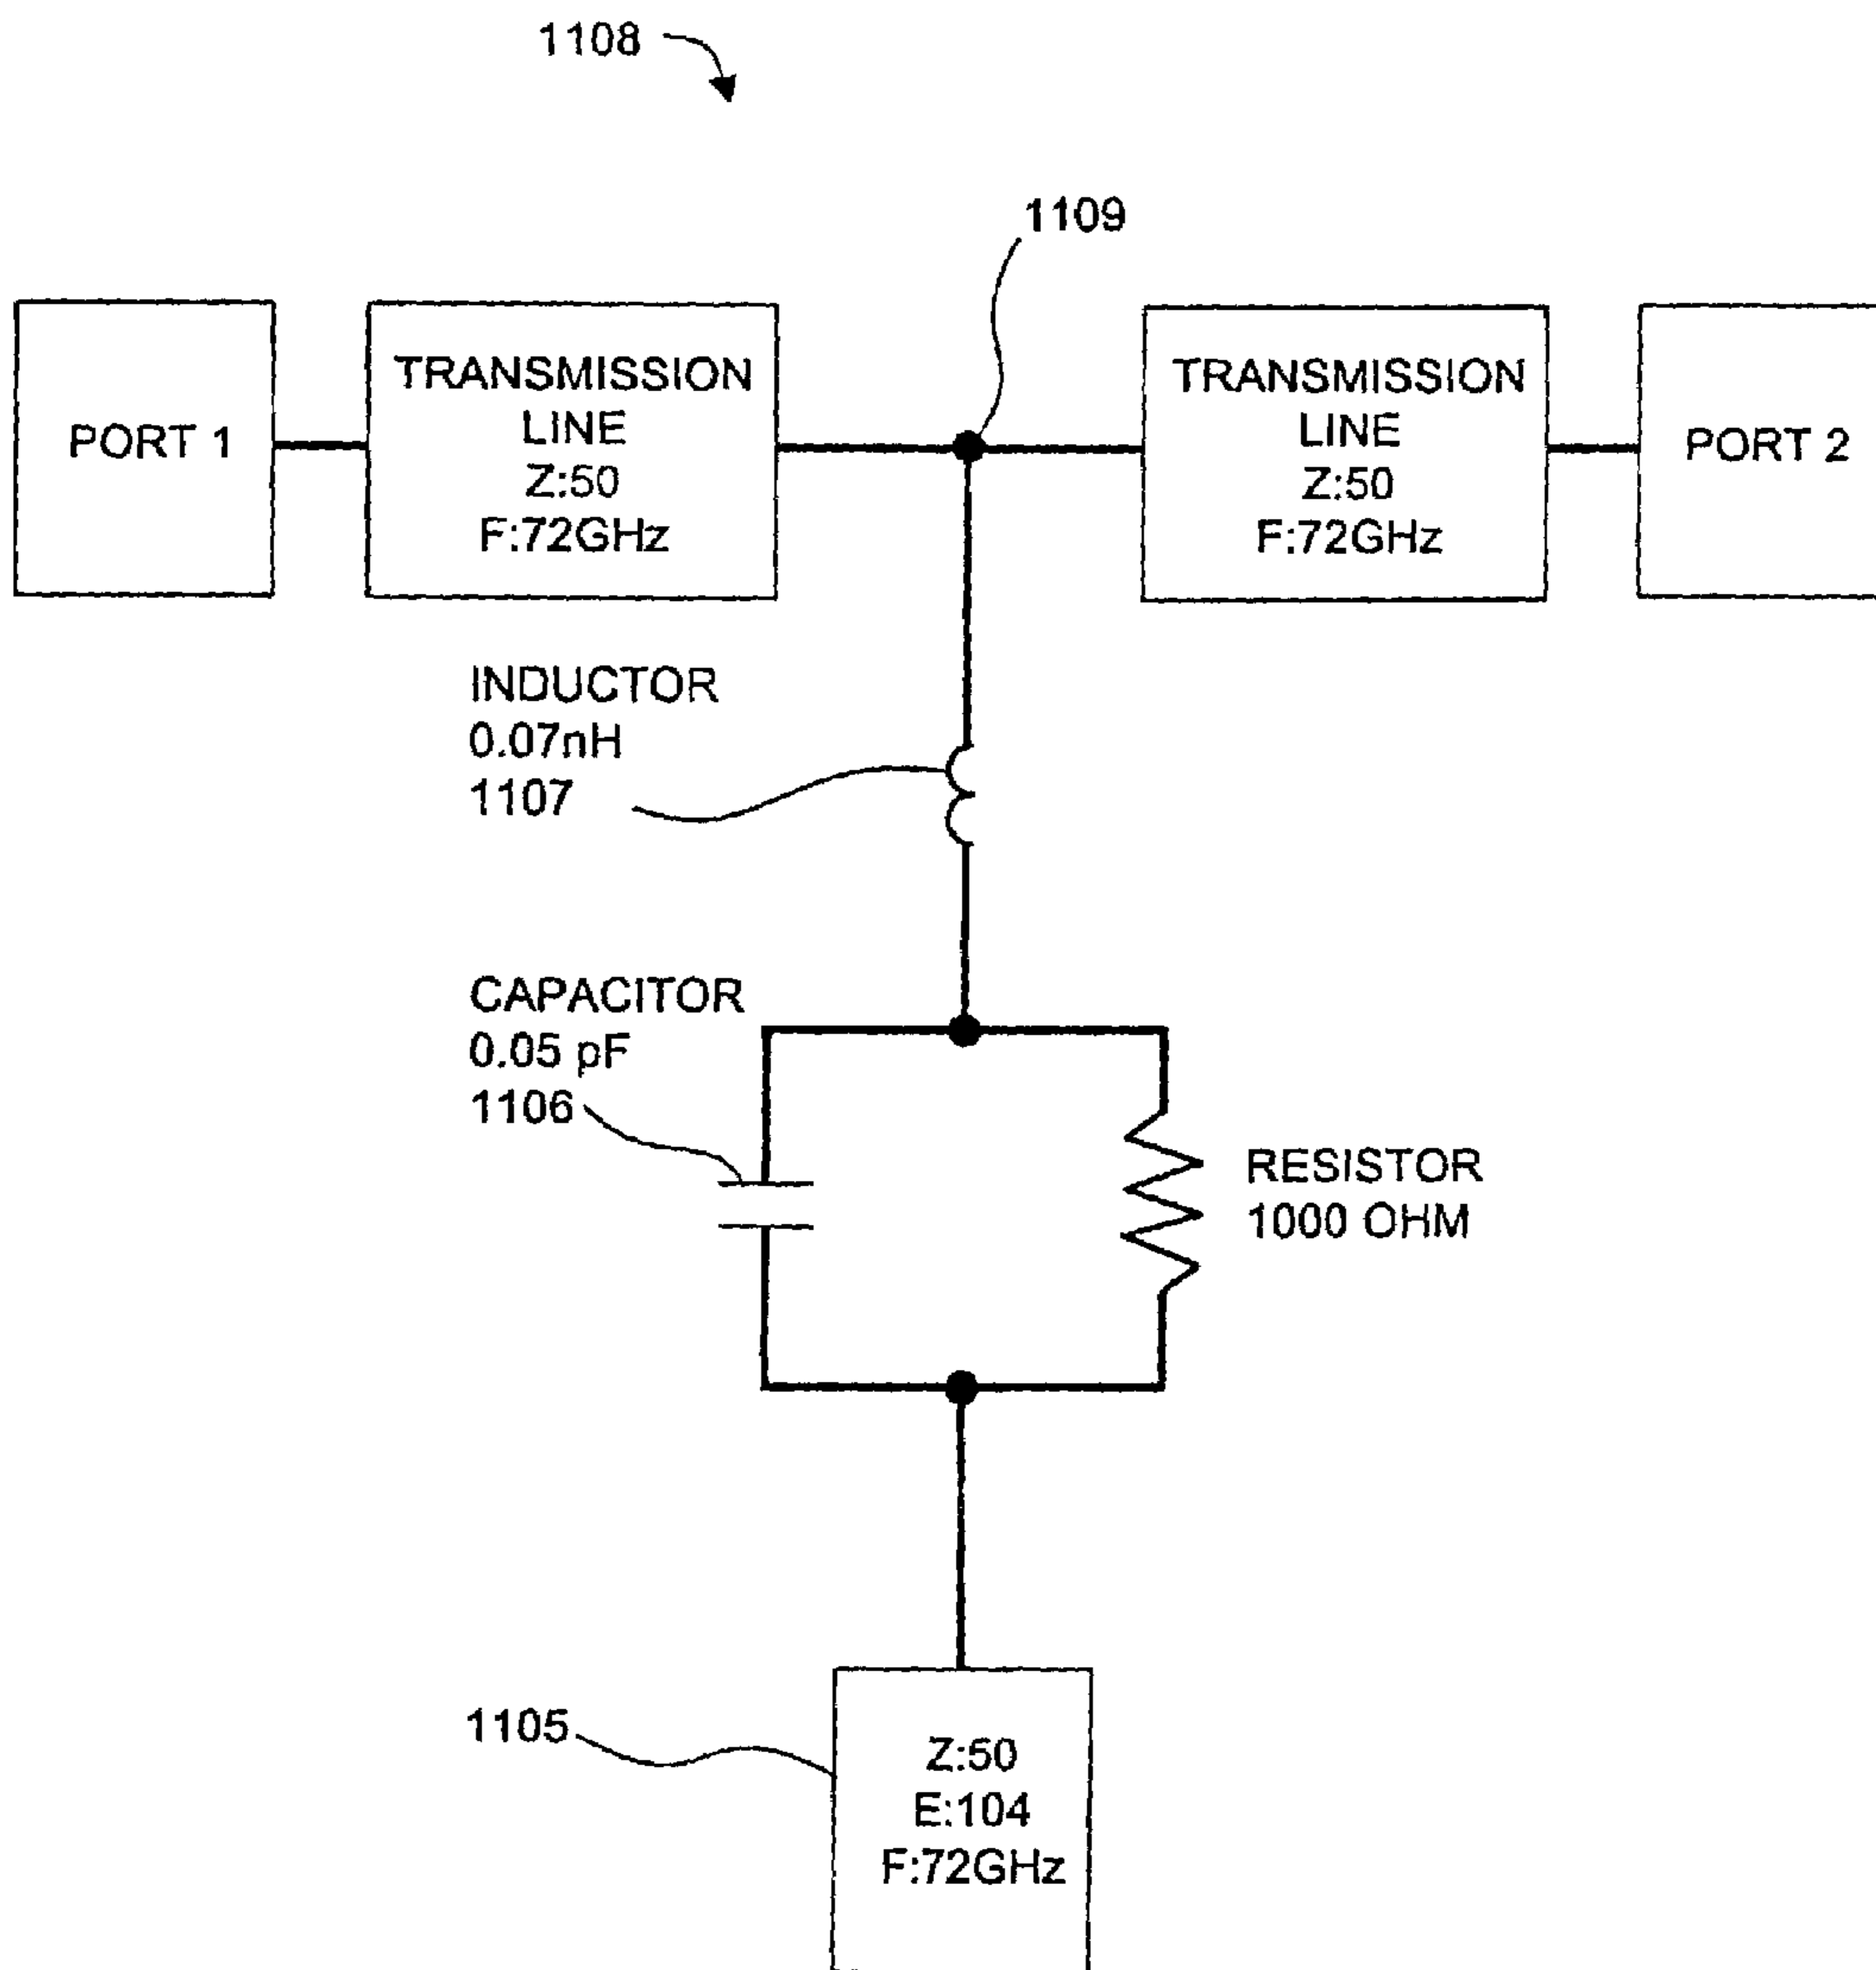 1108
1109
PORT 1
TRANSMISSION
LINE
Z:50
F:72GHz
TRANSMISSION
LINE
Z:50
F:72GHz
PORT 2
INDUCTOR
0.07nH
1107
CAPACITOR
0.05 pF
1106
RESISTOR
1000 OHM
1105
Z:50
E:104
F:72GHz